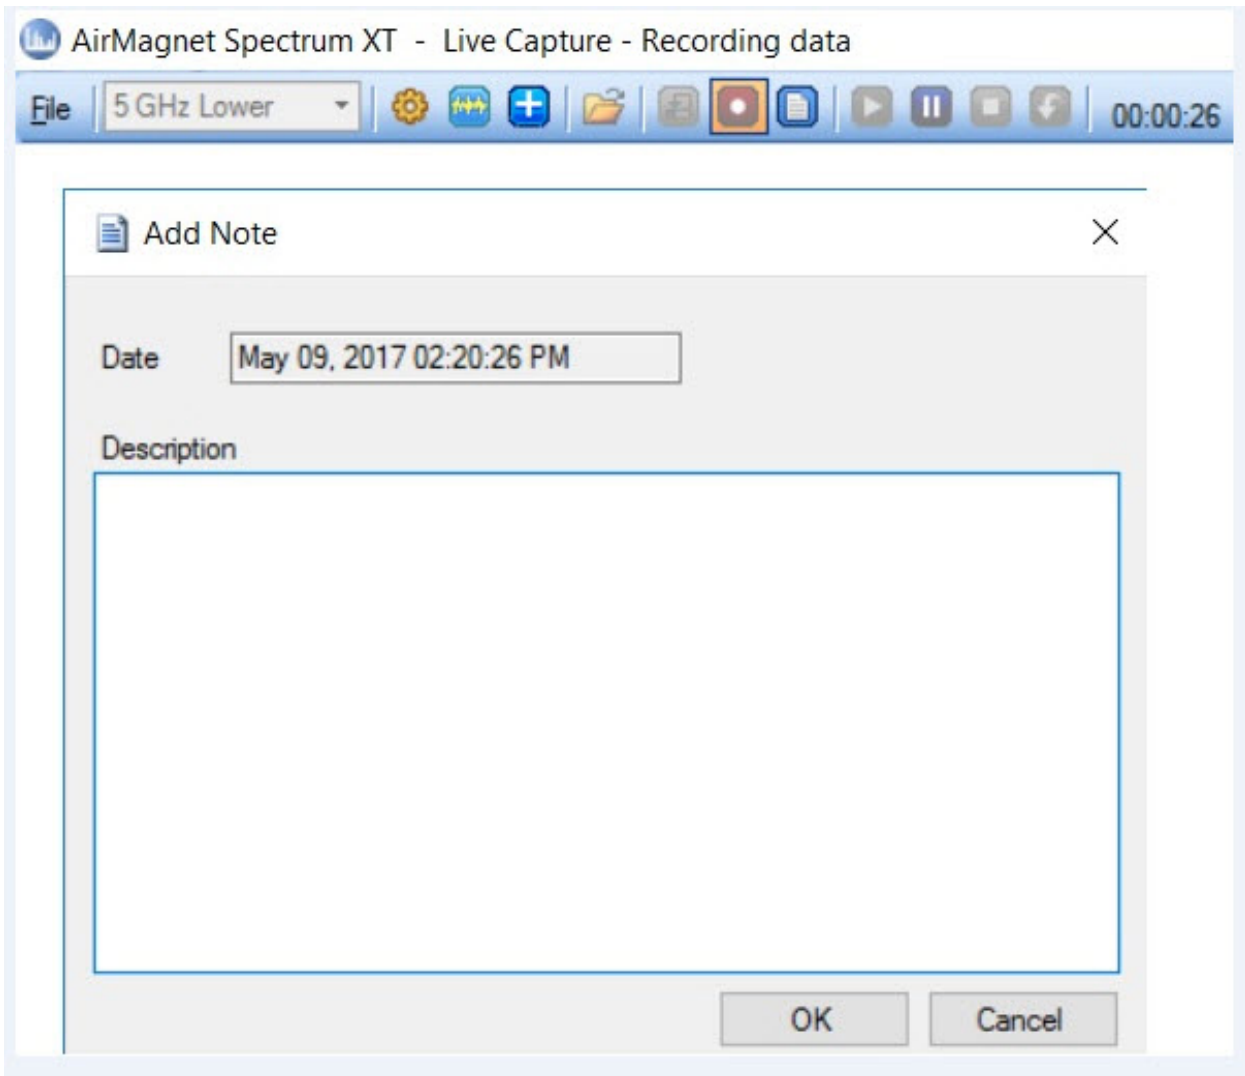 AirMagnet Spectrum XT - Live Capture - Recording data
File 5 GHz Lower 00:00:26
Add Note
Date May 09, 2017 02:20:26 PM
Description
OK Cancel